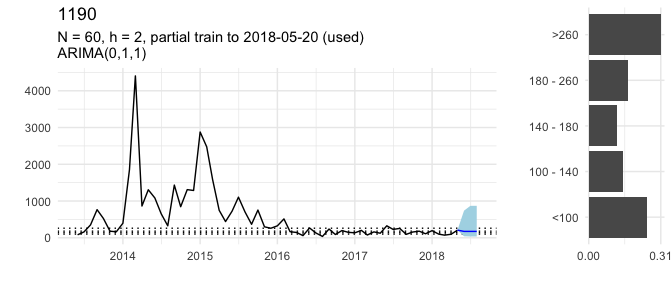 1190
N = 60, h = 2, partial train to 2018-05-20 (used)
ARIMA(0,1,1)
4000
3000
2000
1000
0
2014 2015 2016 2017 2018
>260
180 - 260
140 - 180
100 - 140
<100
0.00 0.31